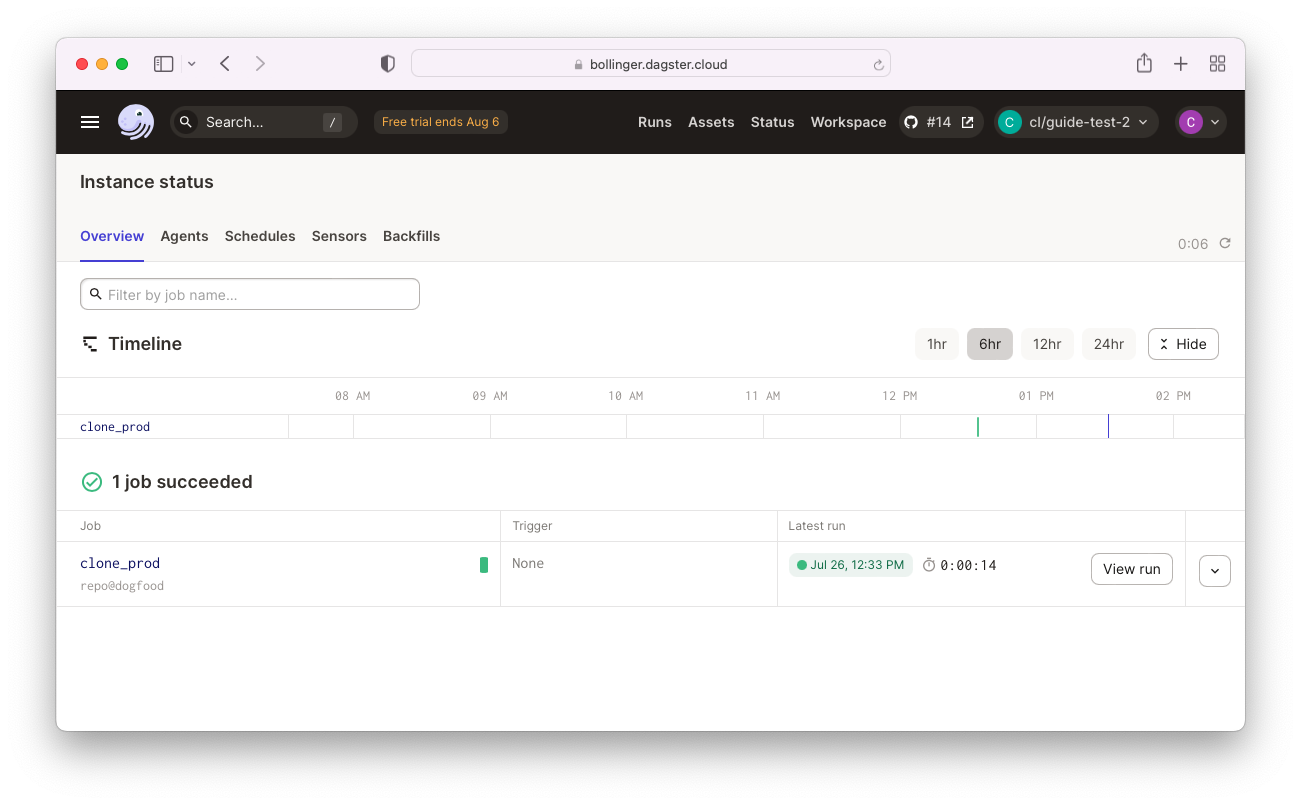 bollinger.dagster.cloud
Search... /
Free trial ends Aug 6
Runs Assets Status Workspace #14 C cl/guide-test-2 C
Instance status
Overview Agents Schedules Sensors Backfills
0:06
Filter by job name...
Timeline
1hr 6hr 12hr 24hr Hide
08 AM 09 AM 10 AM 11 AM 12 PM 01 PM 02 PM
clone_prod
1 job succeeded
Job Trigger Latest run
clone_prod None Jul 26, 12:33 PM 0:00:14 View run
repo@dogfood